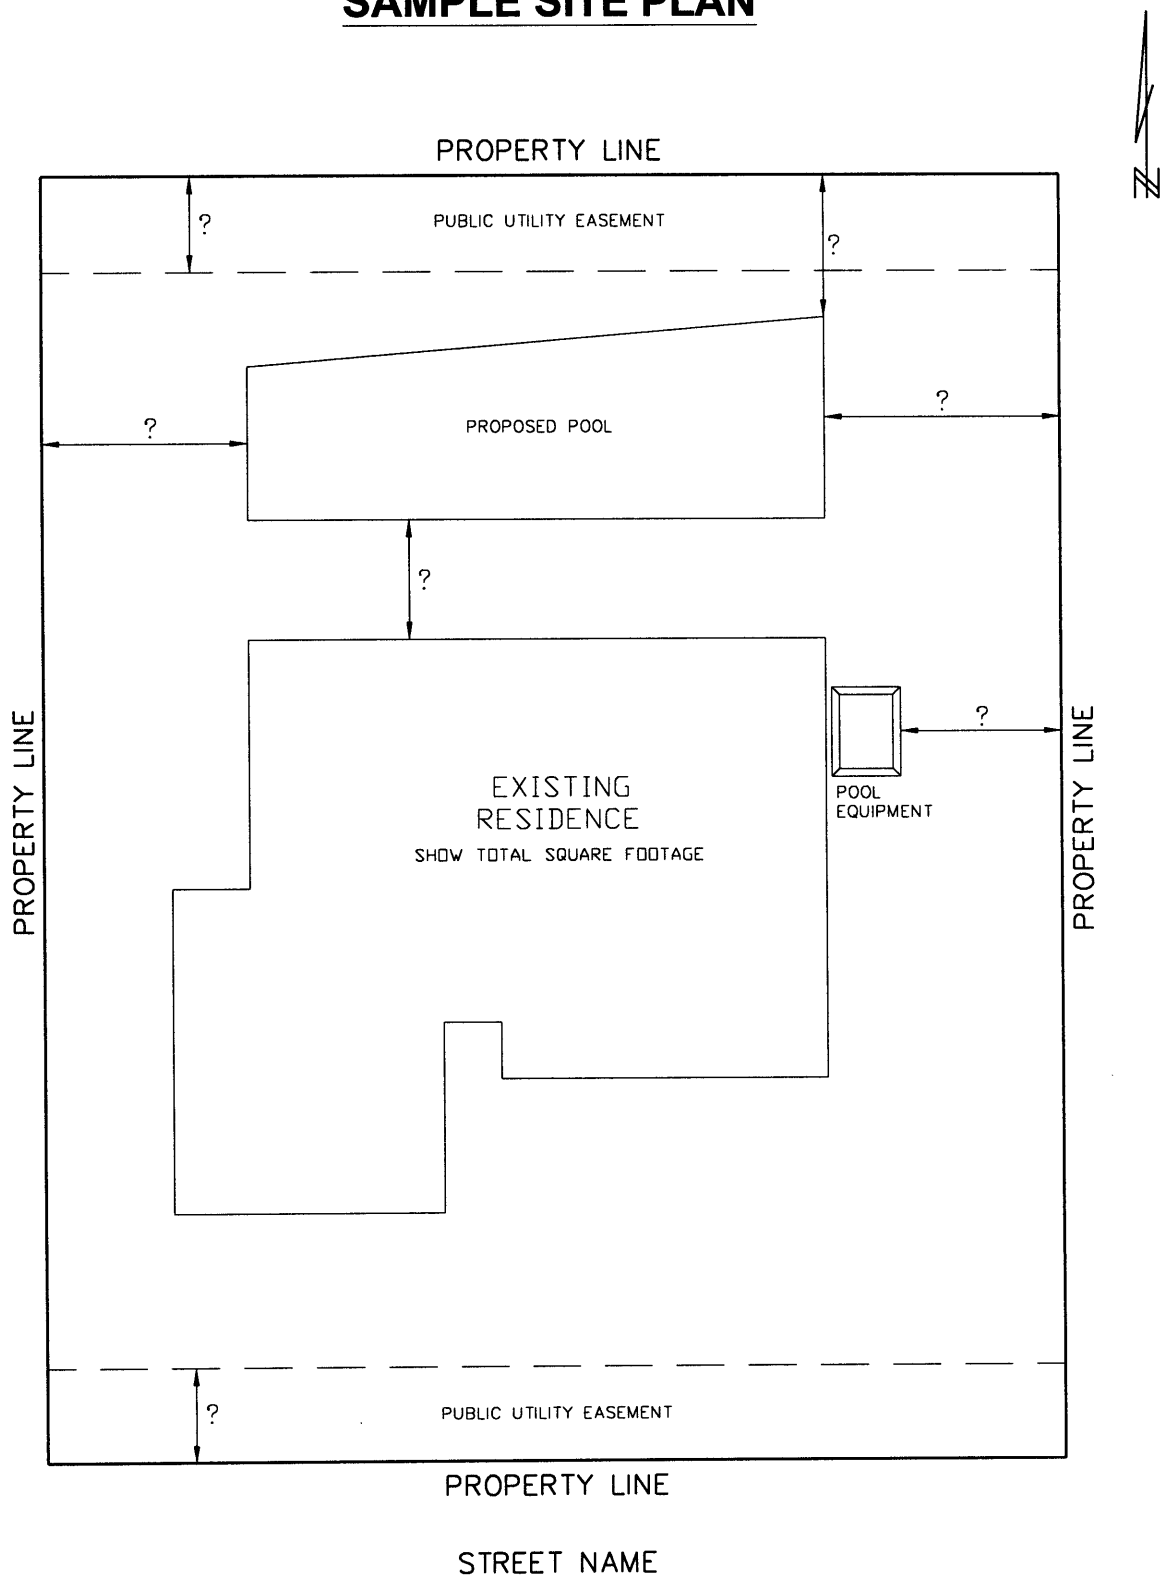 SAMPLE SITE PLAN
N
PROPERTY LINE
?
PUBLIC UTILITY EASEMENT
?
?
?
PROPOSED POOL
?
PROPERTY LINE
?
PROPERTY LINE
POOL
EQUIPMENT
EXISTING
RESIDENCE
SHOW TOTAL SQUARE FOOTAGE
?
PUBLIC UTILITY EASEMENT
PROPERTY LINE
STREET NAME